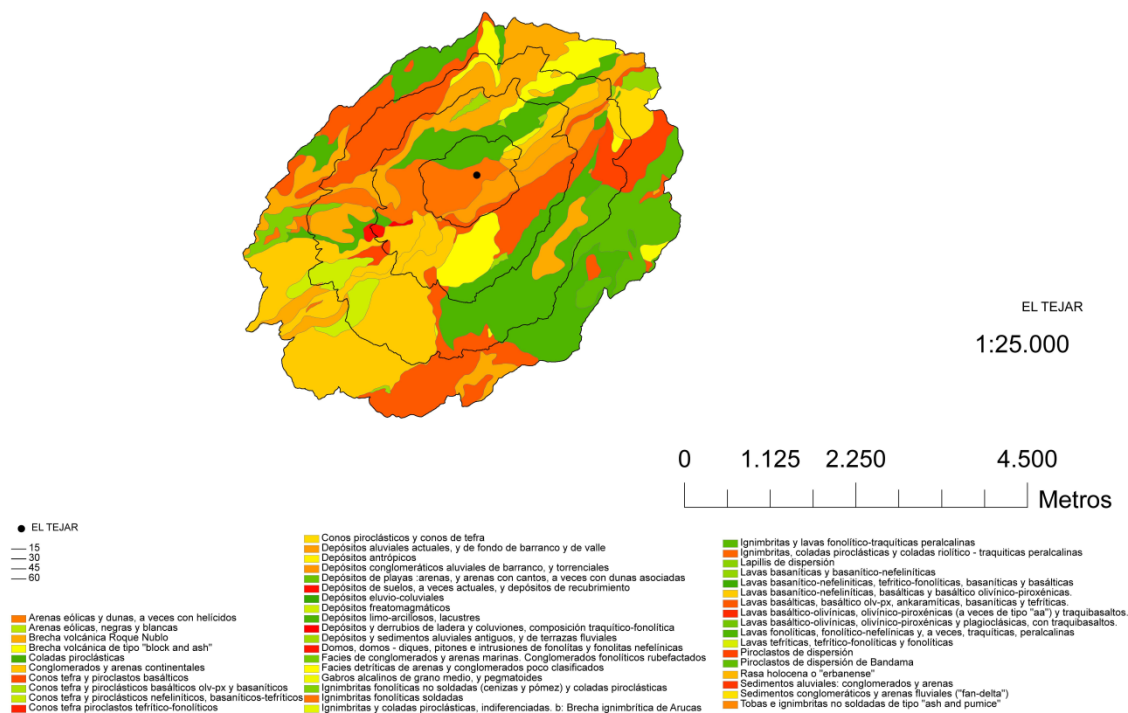 EL TEJAR
1:25.000
0 1.125 2.250 4.500
Metros
EL TEJAR
15
30
45
60
Arenas eólicas y dunas, a veces con helícidos
Arenas eólicas, negras y blancas
Brecha volcánica Roque Nublo
Brecha volcánica de tipo "block and ash"
Coladas piroclásticas
Conglomerados y arenas continentales
Conos tefra y piroclastos basálticos
Conos tefra y piroclásticos basálticos olv-px y basaníticos
Conos tefra y piroclásticos nefeliníticos, basaníticos-tefríticos
Conos tefra piroclastos tefrítico-fonolíticos
Conos piroclásticos y conos de tefra
Depósitos aluviales actuales, y de fondo de barranco y de valle
Depósitos antrópicos
Depósitos conglomeráticos aluviales de barranco, y torrenciales
Depósitos de playas :arenas, y arenas con cantos, a veces con dunas asociadas
Depósitos de suelos, a veces actuales, y depósitos de recubrimiento
Depósitos eluvio-coluviales
Depósitos freatomagmáticos
Depósitos limo-arcillosos, lacustres
Depósitos y derrubios de ladera y coluviones, composición traquítico-fonolítica
Depósitos y sedimentos aluviales antiguos, y de terrazas fluviales
Domos, domos - diques, pitones e intrusiones de fonolítas y fonolitas nefelínicas
Facies de conglomerados y arenas marinas. Conglomerados fonolíticos rubefactados
Facies detríticas de arenas y conglomerados poco clasificados
Gabros alcalinos de grano medio, y pegmatoides
Ignimbritas fonolíticas no soldadas (cenizas y pómez) y coladas piroclásticas
Ignimbritas fonolíticas soldadas
Ignimbritas y coladas piroclásticas, indiferenciadas. b: Brecha ignimbrítica de Arucas
Ignimbritas y lavas fonolítico-traquíticas peralcalinas
Ignimbritas, coladas piroclásticas y coladas riolítico - traquiticas peralcalinas
Lapillis de dispersión
Lavas basaníticas y basanítico-nefeliníticas
Lavas basanítico-nefeliníticas, tefrítico-fonolíticas, basaníticas y basálticas
Lavas basanítico-nefeliníticas, basálticas y basáltico olivínico-piroxénicas.
Lavas basálticas, basáltico olv-px, ankaramíticas, basaníticas y tefríticas.
Lavas basáltico-olivínicas, olivínico-piroxénicas (a veces de tipo "aa") y traquibasaltos.
Lavas basáltico-olivínicas, olivínico-piroxénicas y plagioclásicas, con traquibasaltos.
Lavas fonolíticas, fonolítico-nefelínicas y, a veces, traquíticas, peralcalinas
Lavas tefríticas, tefrítico-fonolíticas y fonolíticas
Piroclastos de dispersión
Piroclastos de dispersión de Bandama
Rasa holocena o "erbanense"
Sedimentos aluviales: conglomerados y arenas
Sedimentos conglomeráticos y arenas fluviales ("fan-delta")
Tobas e ignimbritas no soldadas de tipo "ash and pumice"